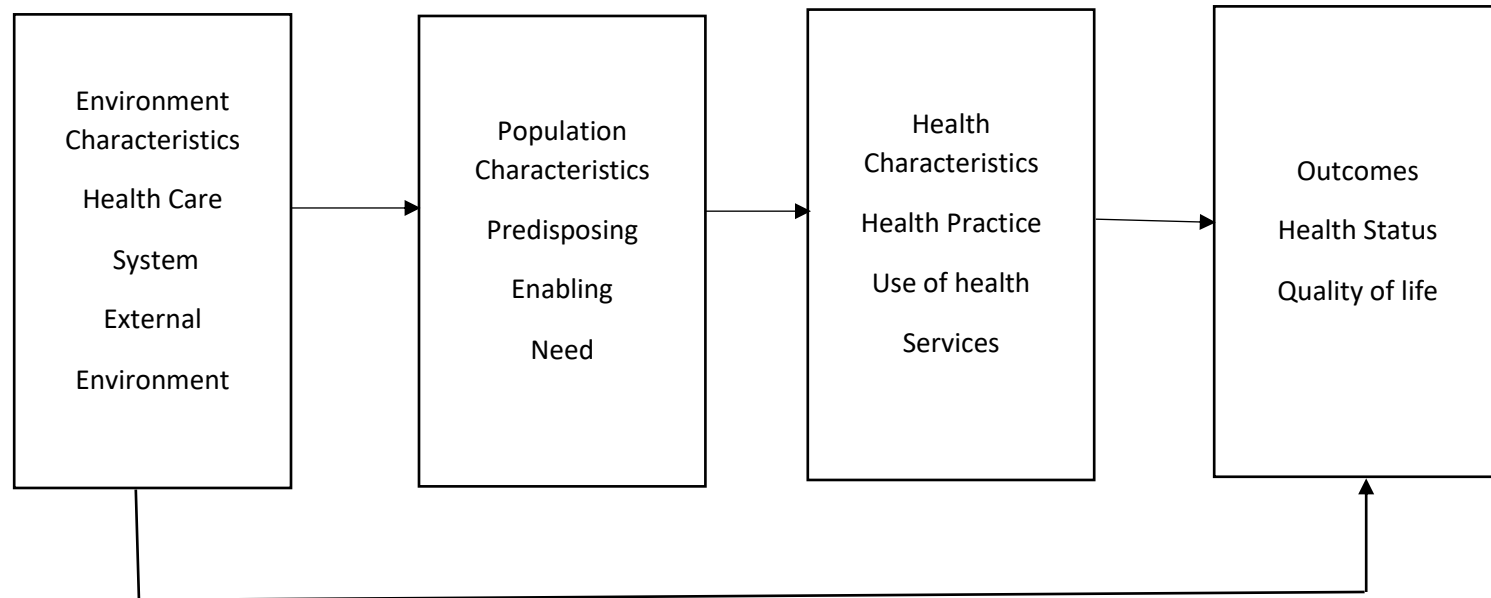 Environment
Characteristics
Health Care
System
External
Environment
Population
Characteristics
Predisposing
Enabling
Need
Health
Characteristics
Health Practice
Use of health
Services
Outcomes
Health Status
Quality of life